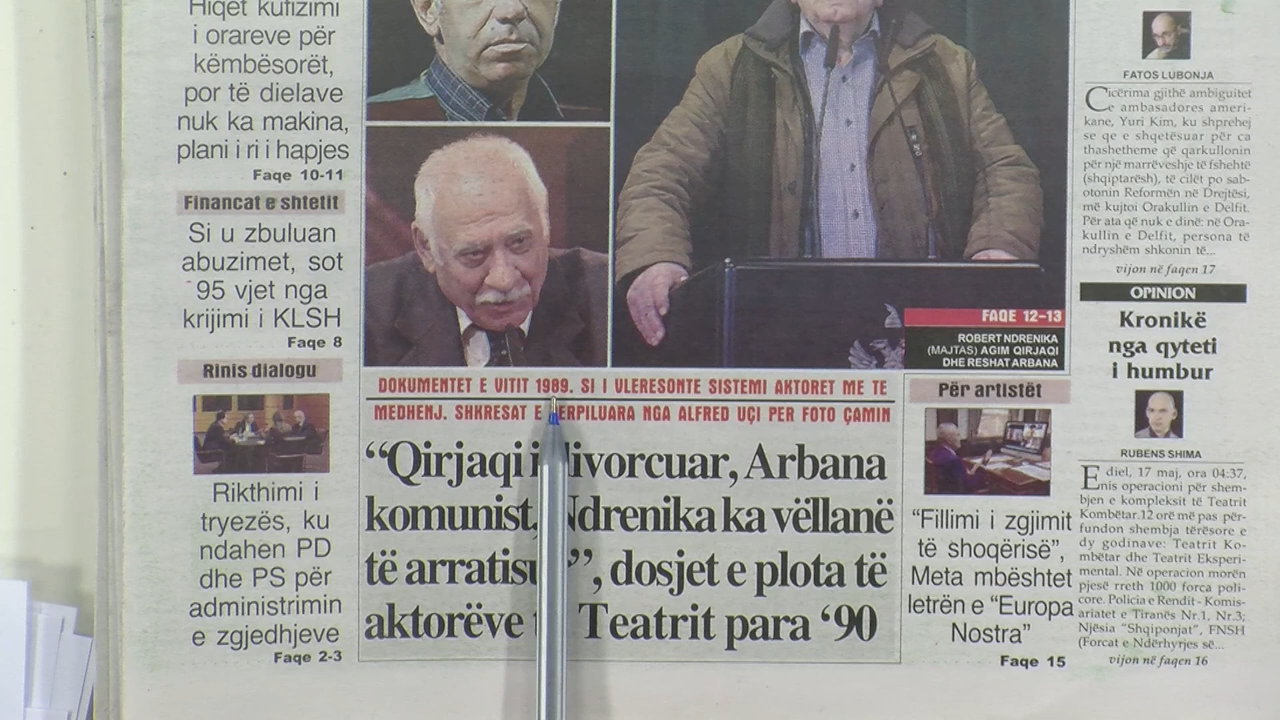 Hiqet kufizimi
i orareve për
këmbësorët,
por të dielave
nuk ka makina,
plani i ri i hapjes
Faqe 10-11
Financat e shtetit
Si u zbuluan
abuzimet, sot
95 vjet nga
krijimi i KLSH
Faqe 8
Rinis dialogu
Rikthimi i
tryezës, ku
ndahen PD
dhe PS për
administrimin
e zgjedhjeve
Faqe 2-3
FAQE 12-13
ROBERT NDRENIKA
(MAJTAS) AGIM QIRJAQI
DHE RESHAT ARBANA
DOKUMENTET E VITIT 1989. SI I VLERESONTE SISTEMI AKTORET ME TE
MEDHENJ. SHKRESAT E PERPILUARA NGA ALFRED UÇI PER FOTO ÇAMIN
“Qirjaqi i divorcuar, Arbana
komunist, Ndrenika ka vëllanë
të arratisur”, dosjet e plota të
aktorëve Teatrit para ‘90
Për artistët
“Fillimi i zgjimit
të shoqërisë”,
Meta mbështet
letrën e “Europa
Nostra”
Faqe 15
FATOS LUBONJA
Cicërima gjithë ambiguitet
e ambasadores ameri-
kane, Yuri Kim, ku shprehej
se qe e shqetësuar për ca
thashetheme që qarkullonin
për një marrëveshje të fshehtë
(shqiptarësh), të cilët po sab-
otonin Reformën në Drejtësi,
më kujtoi Orakullin e Delfit.
Për ata që nuk e dinë: në Ora-
kullin e Delfit, persona të
ndryshëm shkonin të...
vijon në faqen 17
OPINION
Kronikë
nga qyteti
i humbur
RUBENS SHIMA
E diel, 17 maj, ora 04:37,
nis operacioni për shem-
bjen e kompleksit të Teatrit
Kombëtar.12 orë më pas për-
fundon shembja tërësore e
dy godinave: Teatrit Ko-
mbëtar dhe Teatrit Eksperi-
mental. Në operacion morën
pjesë rreth 1000 forca poli-
core. Policia e Rendit - Komis-
ariatet e Tiranës Nr.1, Nr.3;
Njësia “Shqiponjat”, FNSH
(Forcat e Ndërhyrjes së...
vijon në faqen 16